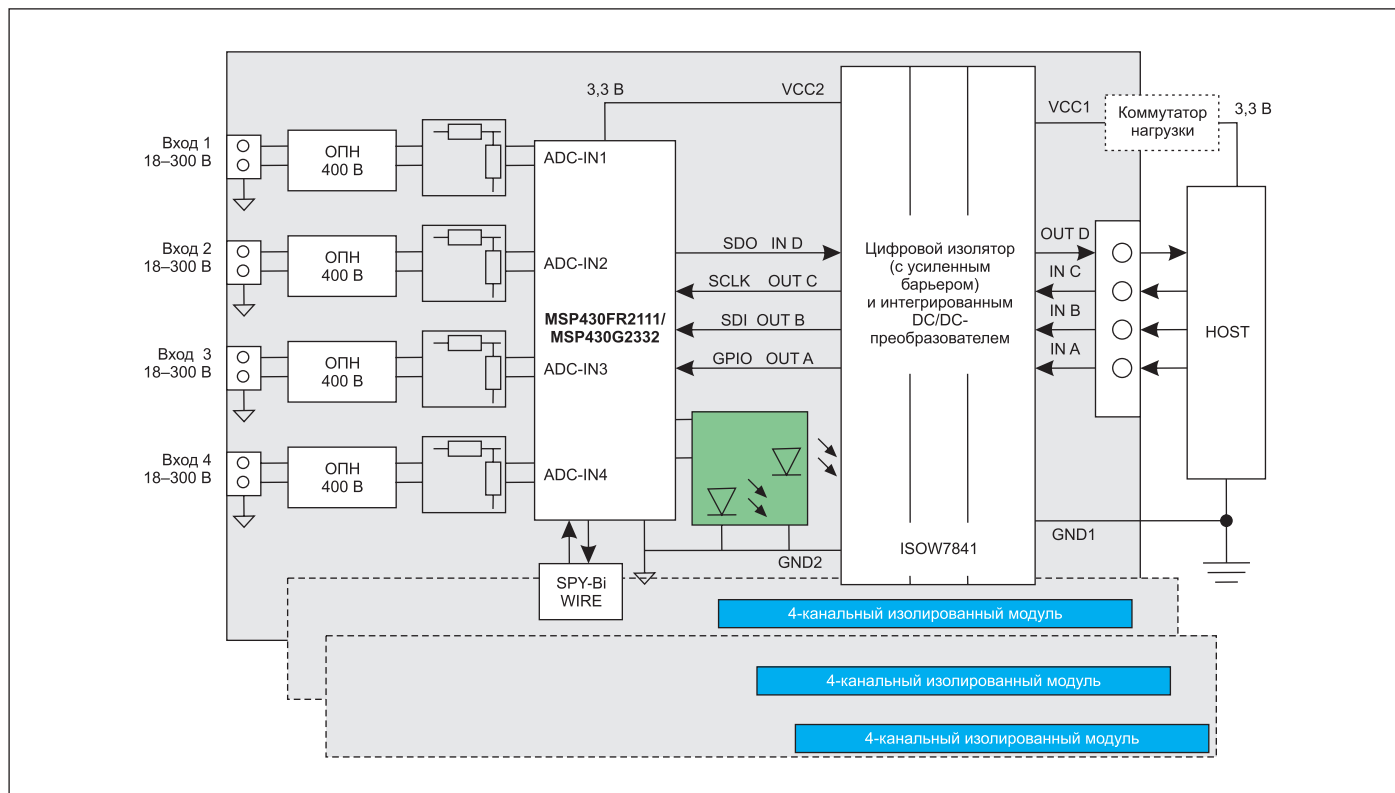 3,3 В
VCC2
VCC1
Коммутатор
нагрузки
3,3 В
Вход 1
18–300 В
ОПН
400 В
ADC-IN1
Вход 2
18–300 В
ОПН
400 В
ADC-IN2
Вход 3
18–300 В
ОПН
400 В
ADC-IN3
Вход 4
18–300 В
ОПН
400 В
ADC-IN4
MSP430FR2111/
MSP430G2332
SDO IN D
SCLK OUT C
SDI OUT B
GPIO OUT A
Цифровой изолятор
(с усиленным
барьером)
и интегрированным
DC/DC-
преобразователем
OUT D
IN C
IN B
IN A
HOST
ISOW7841
GND1
GND2
SPY-Bi
WIRE
4-канальный изолированный модуль
4-канальный изолированный модуль
4-канальный изолированный модуль